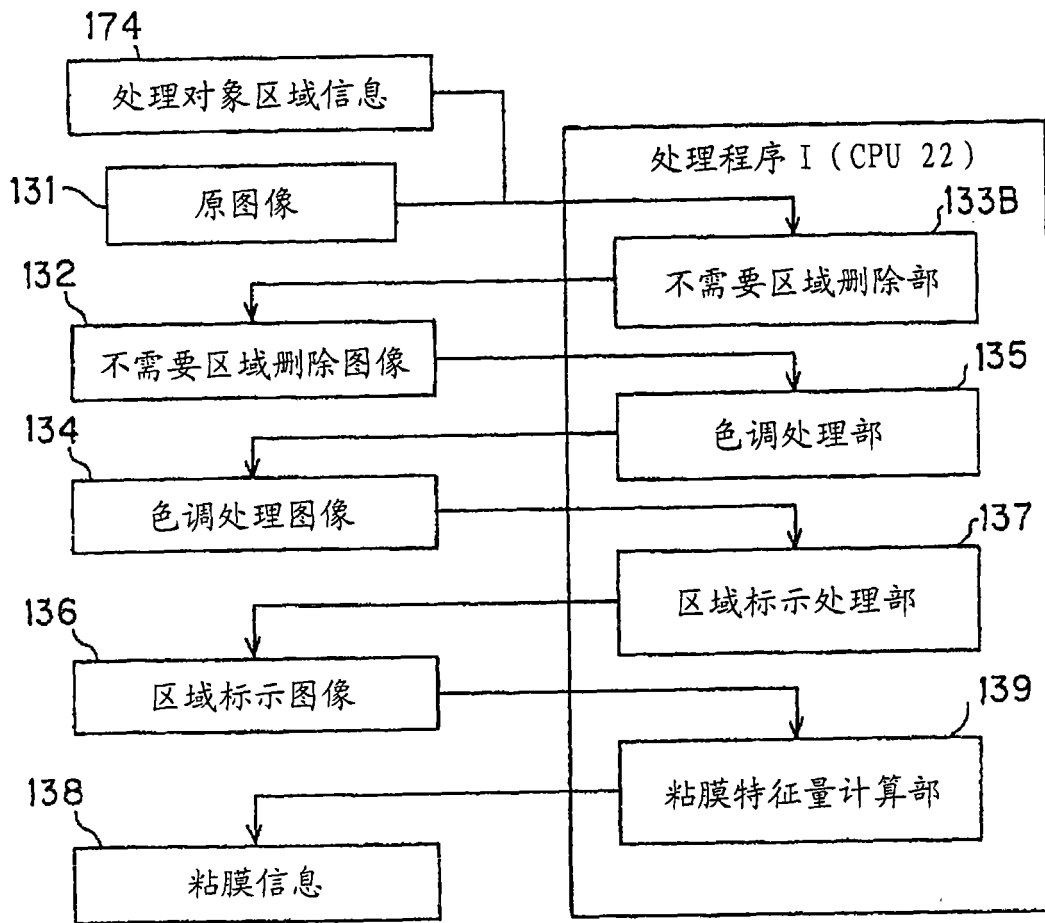 174
处理对象区域信息
处理程序 I (CPU 22)
131
原图像
133B
不需要区域删除部
132
不需要区域删除图像
135
色调处理部
134
色调处理图像
137
区域标示处理部
136
区域标示图像
139
粘膜特征量计算部
138
粘膜信息